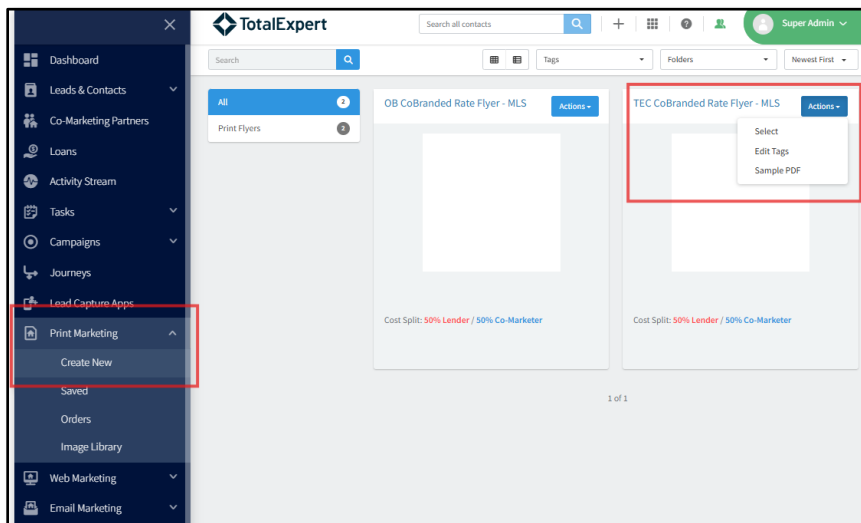 TotalExpert
Search all contacts
Super Admin
Dashboard
Leads & Contacts
Co-Marketing Partners
Loans
Activity Stream
Tasks
Campaigns
Journeys
Lead Capture Apps
Print Marketing
Create New
Saved
Orders
Image Library
Web Marketing
Email Marketing
Search
Tags
Folders
Newest First
All 2
Print Flyers 2
OB CoBranded Rate Flyer - MLS Actions
Cost Split: 50% Lender / 50% Co-Marketer
TEC CoBranded Rate Flyer - MLS Actions
Select
Edit Tags
Sample PDF
Cost Split: 50% Lender / 50% Co-Marketer
1 of 1